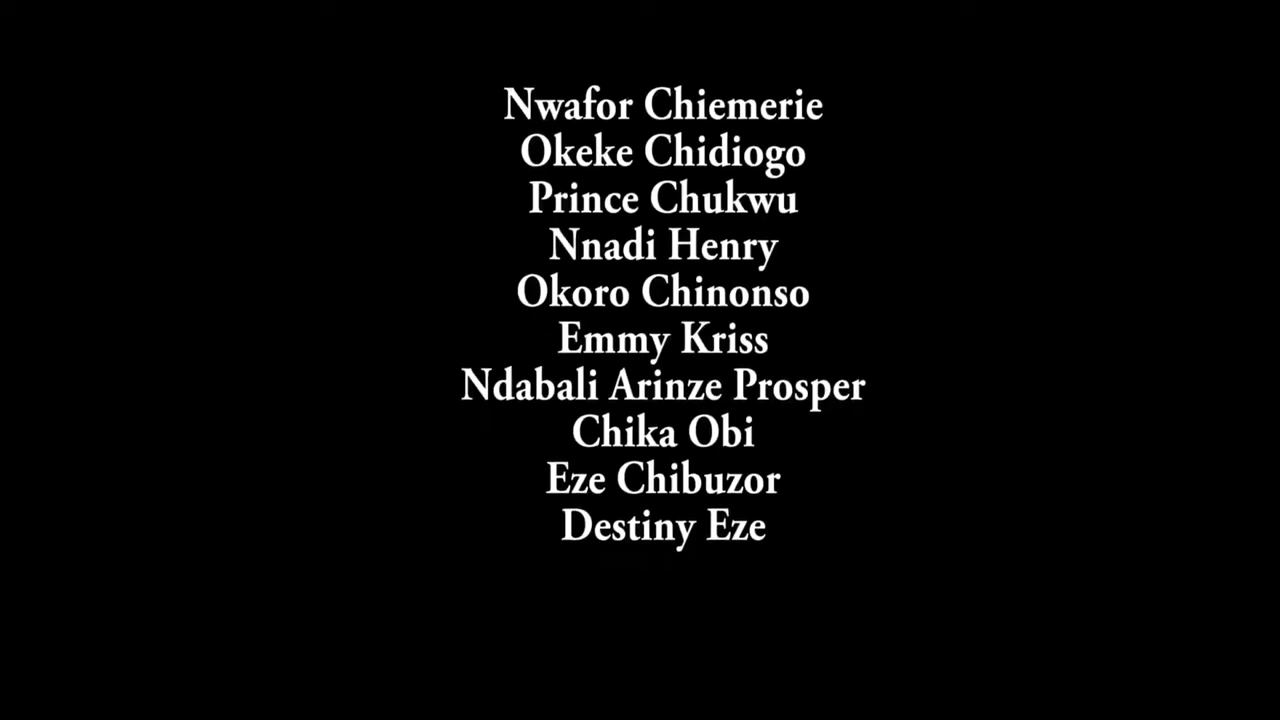 Nwafor Chiemerie
Okeke Chidiogo
Prince Chukwu
Nnadi Henry
Okoro Chinonso
Emmy Kriss
Ndabali Arinze Prosper
Chika Obi
Eze Chibuzor
Destiny Eze